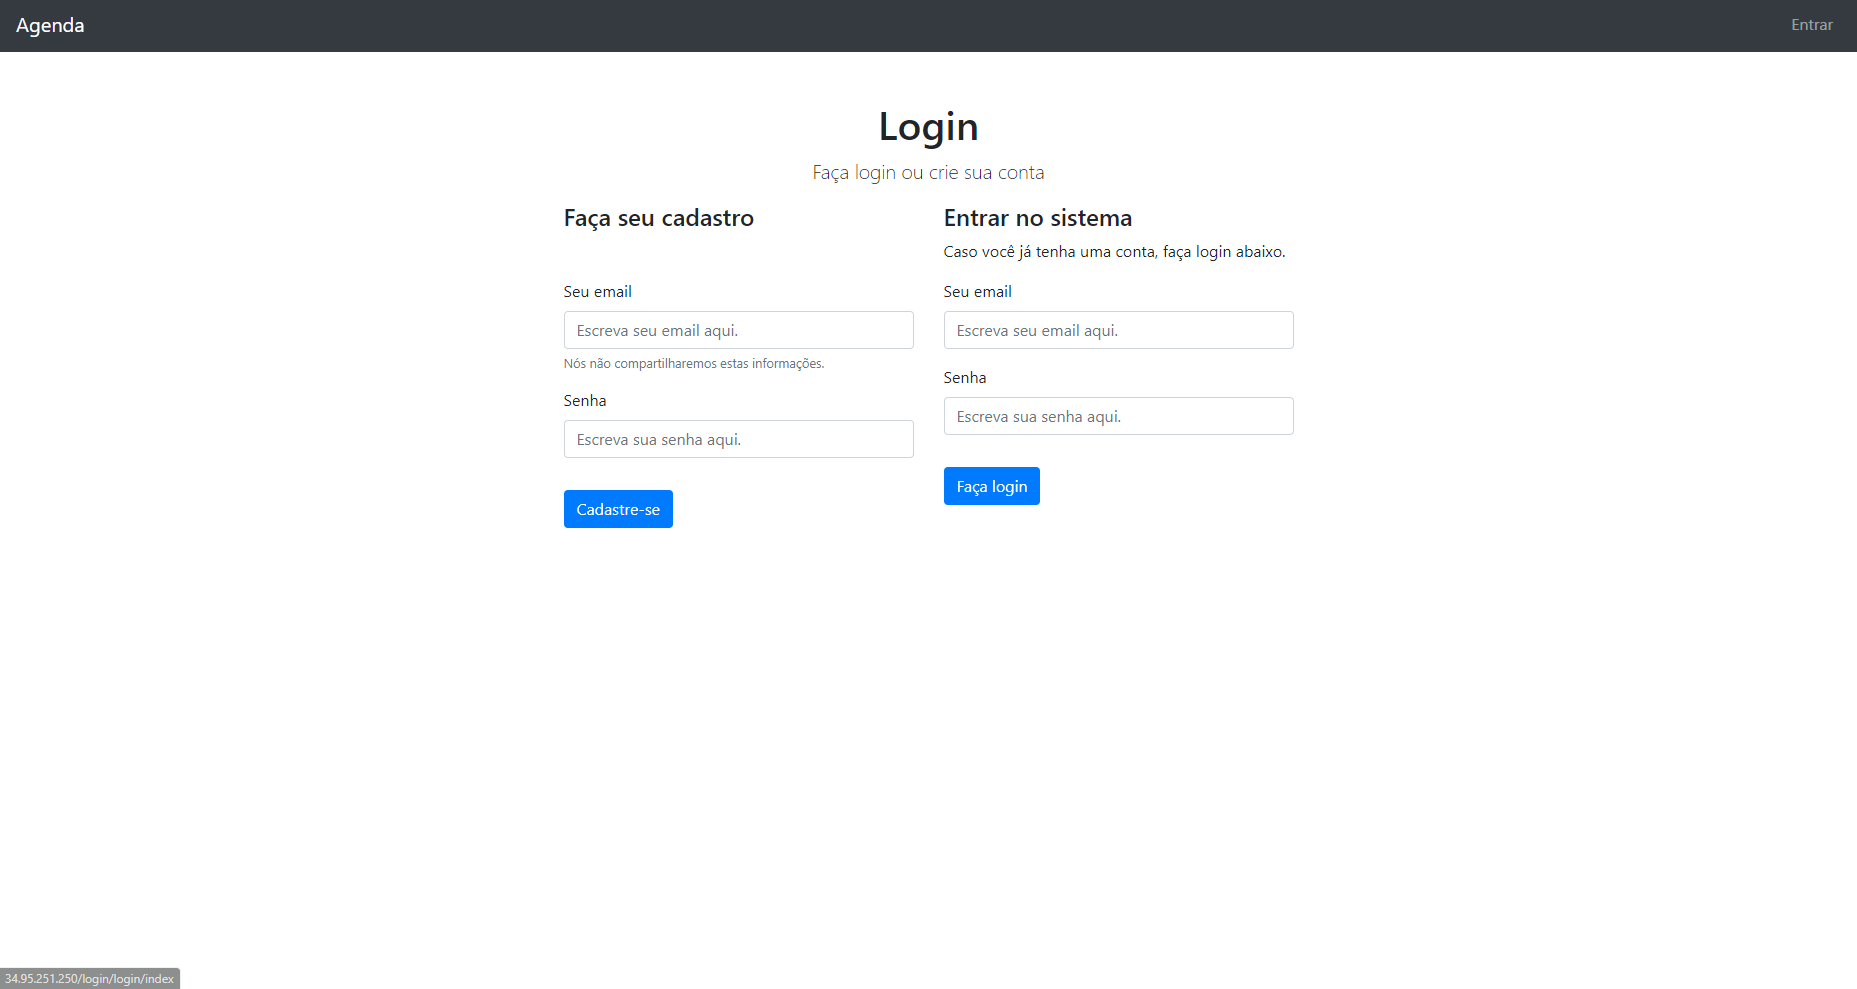 Agenda
Entrar
Login
Faça login ou crie sua conta
Faça seu cadastro
Seu email
Escreva seu email aqui.
Nós não compartilharemos estas informações.
Senha
Escreva sua senha aqui.
Cadastre-se
Entrar no sistema
Caso você já tenha uma conta, faça login abaixo.
Seu email
Escreva seu email aqui.
Senha
Escreva sua senha aqui.
Faça login
34.95.251.250/login/login/index